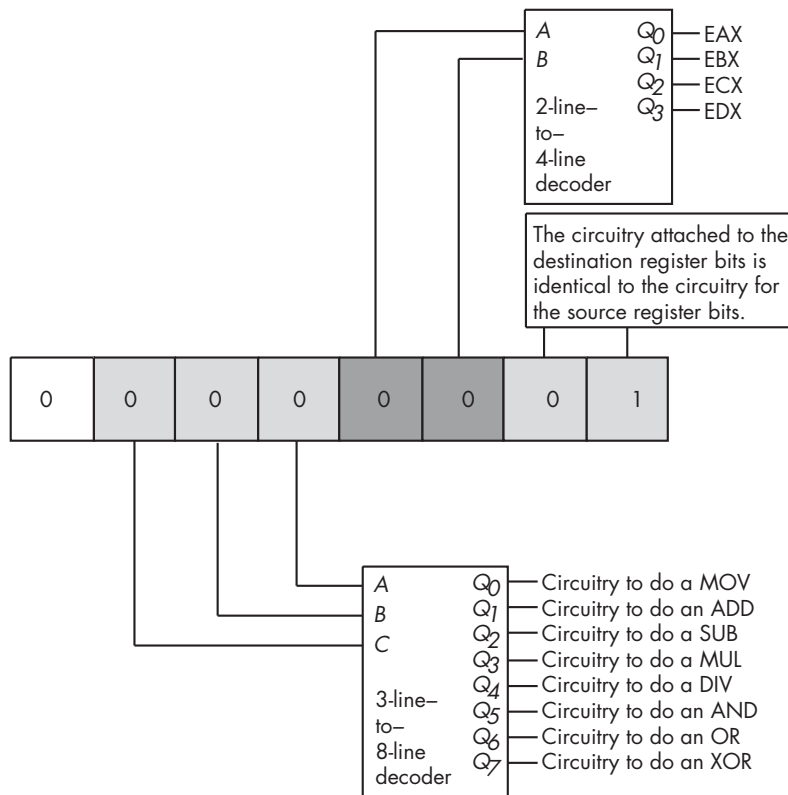 A Q0 EAX
B Q1 EBX
Q2 ECX
Q3 EDX
2-line–
to–
4-line
decoder
The circuitry attached to the
destination register bits is
identical to the circuitry for
the source register bits.
0 0 0 0 0 0 0 1
A Q0 Circuitry to do a MOV
B Q1 Circuitry to do an ADD
C Q2 Circuitry to do a SUB
Q3 Circuitry to do a MUL
Q4 Circuitry to do a DIV
Q5 Circuitry to do an AND
Q6 Circuitry to do an OR
Q7 Circuitry to do an XOR
3-line–
to–
8-line
decoder